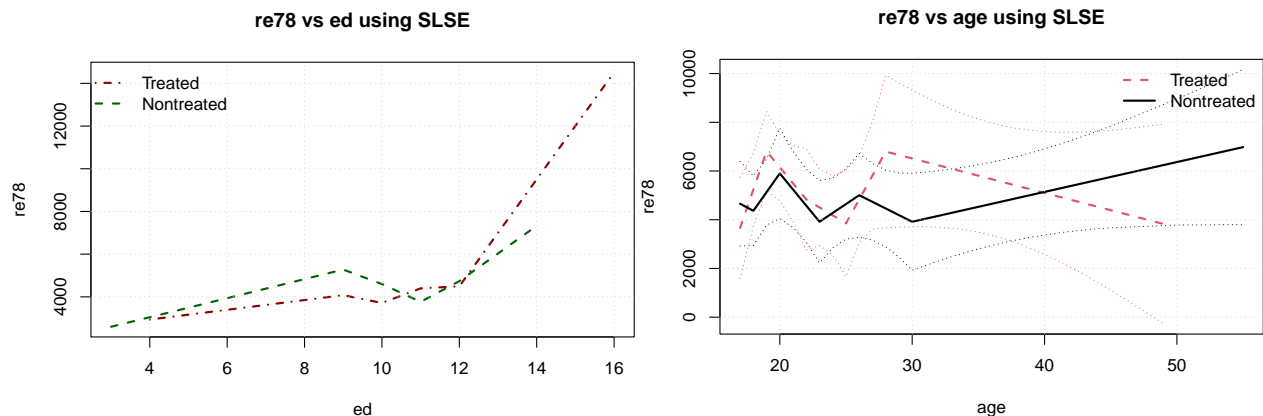 re78 vs ed using SLSE
Treated
Nontreated
re78
4000
8000
12000
4
6
8
10
12
14
16
ed
re78 vs age using SLSE
Treated
Nontreated
re78
0
2000
4000
6000
10000
20
30
40
50
age